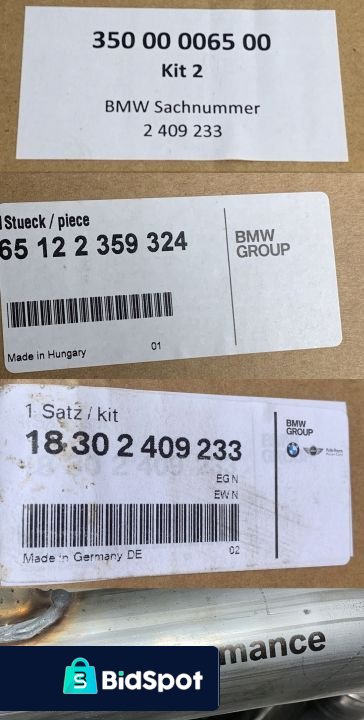 350 00 0065 00
Kit 2
BMW Sachnummer
2 409 233
Stueck / piece
65 12 2 359 324
BMW
GROUP
Made in Hungary
01
1 Satz / kit
18 30 2 409 233
BMW
GROUP
EG N
EW N
Made in Germany DE
02
mance
BidSpot